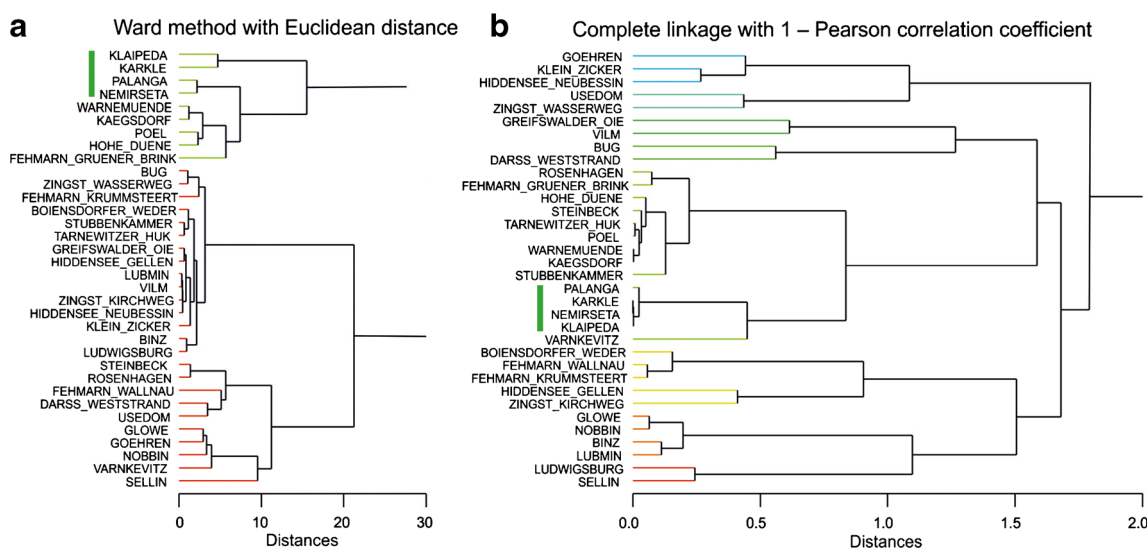 a
Ward method with Euclidean distance
KLAIPEDA
KARKLE
PALANGA
NEMIRSETA
WARNEMUENDE
KAEGSDORF
POEL
HOHE_DUENE
FEHMARN_GRUENER_BRINK
BUG
ZINGST_WASSERWEG
FEHMARN_KRUMMSTEERT
BOIENSDORFER_WEDER
STUBBENKAMMER
TARNEWITZER_HUK
GREIFSWALDER_OIE
HIDDENSEE_GELLEN
LUBMIN
VILM
ZINGST_KIRCHWEG
HIDDENSEE_NEUBESSIN
KLEIN_ZICKER
BINZ
LUDWIGSBURG
STEINBECK
ROSENHAGEN
FEHMARN_WALLNAU
DARSS_WESTSTRAND
USEDOM
GLOWE
GOEHREN
NOBBIN
VARNKEVITZ
SELLIN
0 10 20 30
Distances
b
Complete linkage with 1 – Pearson correlation coefficient
GOEHREN
KLEIN_ZICKER
HIDDENSEE_NEUBESSIN
USEDOM
ZINGST_WASSERWEG
GREIFSWALDER_OIE
VILM
BUG
DARSS_WESTSTRAND
ROSENHAGEN
FEHMARN_GRUENER_BRINK
HOHE_DUENE
STEINBECK
TARNEWITZER_HUK
POEL
WARNEMUENDE
KAEGSDORF
STUBBENKAMMER
PALANGA
KARKLE
NEMIRSETA
KLAIPEDA
VARNKEVITZ
BOIENSDORFER_WEDER
FEHMARN_WALLNAU
FEHMARN_KRUMMSTEERT
HIDDENSEE_GELLEN
ZINGST_KIRCHWEG
GLOWE
NOBBIN
BINZ
LUBMIN
LUDWIGSBURG
SELLIN
0.0 0.5 1.0 1.5 2.0
Distances